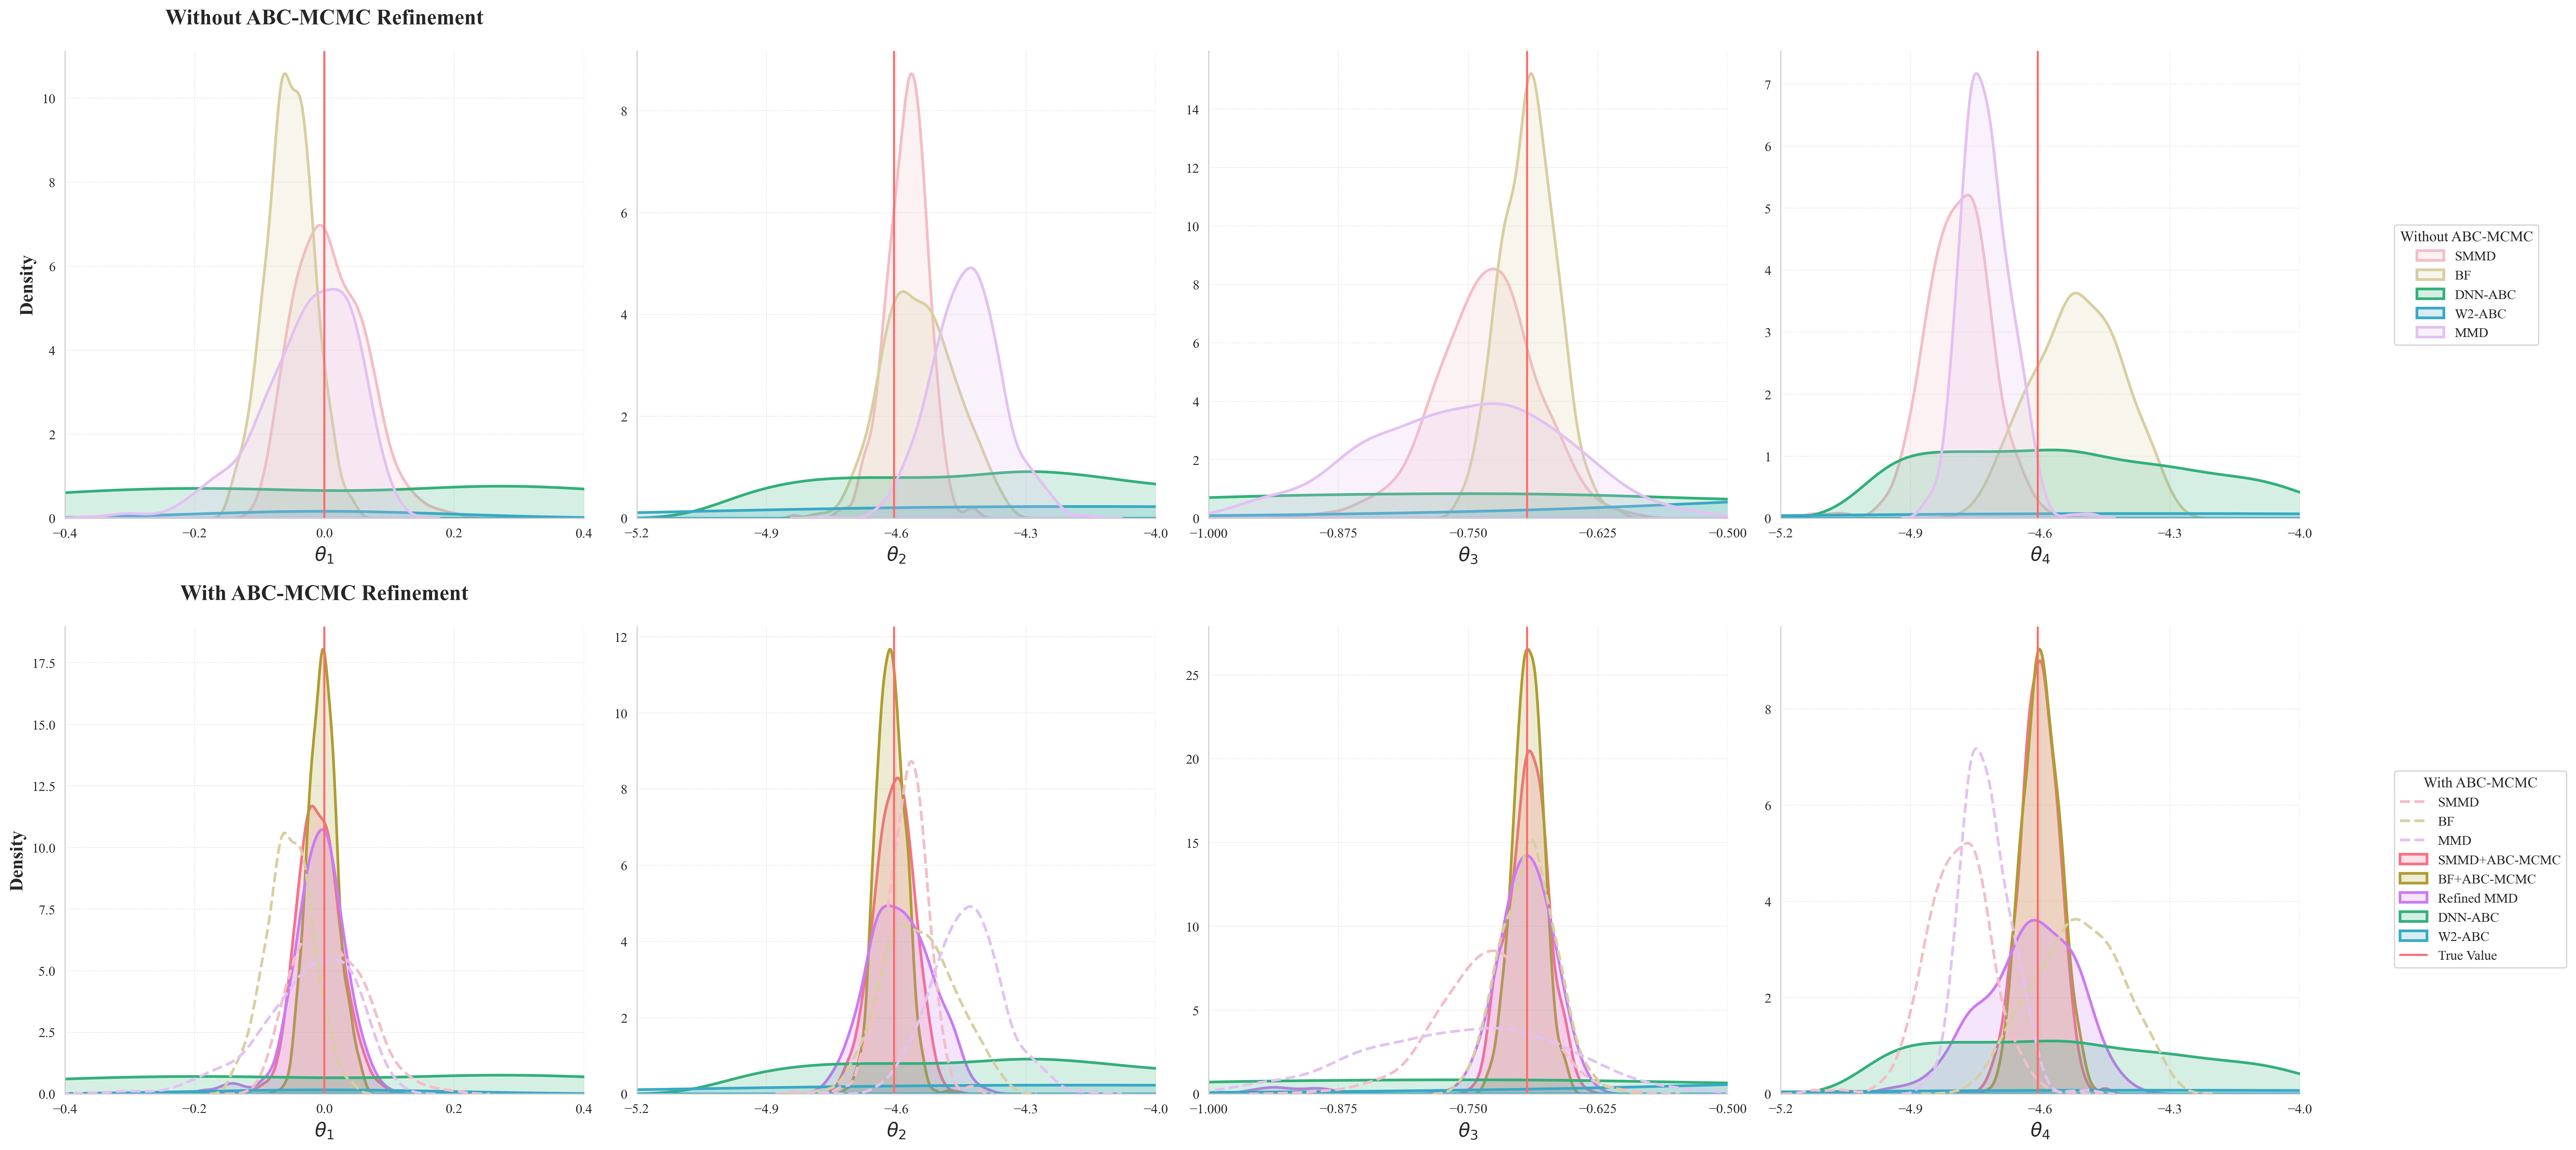 Without ABC-MCMC Refinement
Density
10
8
6
4
2
0
−0.4 −0.2 0.0 0.2 0.4
θ1
8
6
4
2
0
−5.2 −4.9 −4.6 −4.3 −4.0
θ2
14
12
10
8
6
4
2
0
−1.000 −0.875 −0.750 −0.625 −0.500
θ3
7
6
5
4
3
2
1
0
−5.2 −4.9 −4.6 −4.3 −4.0
θ4
Without ABC-MCMC
SMMD
BF
DNN-ABC
W2-ABC
MMD
With ABC-MCMC Refinement
Density
17.5
15.0
12.5
10.0
7.5
5.0
2.5
0.0
−0.4 −0.2 0.0 0.2 0.4
θ1
12
10
8
6
4
2
0
−5.2 −4.9 −4.6 −4.3 −4.0
θ2
25
20
15
10
5
0
−1.000 −0.875 −0.750 −0.625 −0.500
θ3
8
6
4
2
0
−5.2 −4.9 −4.6 −4.3 −4.0
θ4
With ABC-MCMC
SMMD
BF
MMD
SMMD+ABC-MCMC
BF+ABC-MCMC
Refined MMD
DNN-ABC
W2-ABC
True Value